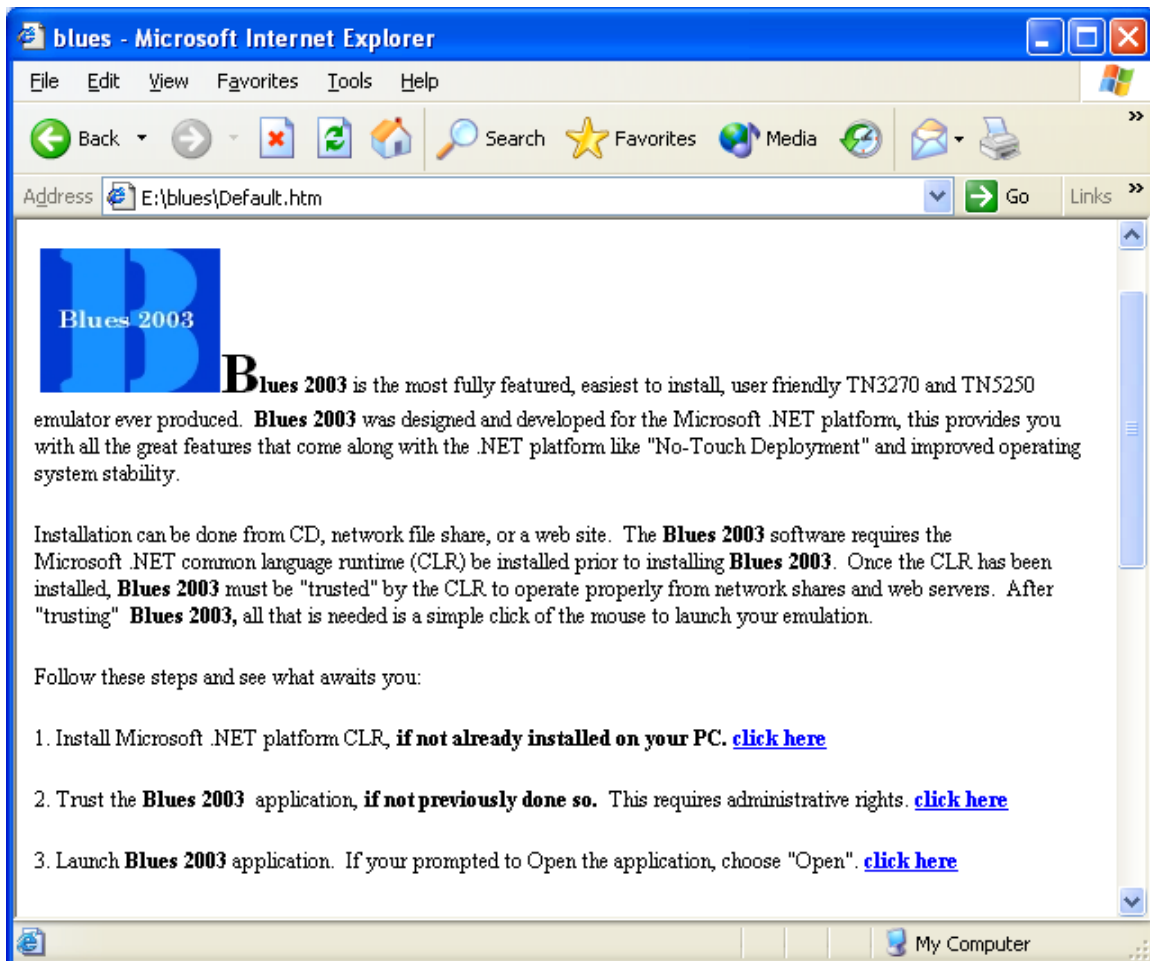 blues - Microsoft Internet Explorer
File Edit View Favorites Tools Help
Back Search Favorites Media »
Address E:\blues\Default.htm Go Links »
Blues 2003
Blues 2003 is the most fully featured, easiest to install, user friendly TN3270 and TN5250
emulator ever produced. Blues 2003 was designed and developed for the Microsoft .NET platform, this provides you
with all the great features that come along with the .NET platform like "No-Touch Deployment" and improved operating
system stability.
Installation can be done from CD, network file share, or a web site. The Blues 2003 software requires the
Microsoft .NET common language runtime (CLR) be installed prior to installing Blues 2003. Once the CLR has been
installed, Blues 2003 must be "trusted" by the CLR to operate properly from network shares and web servers. After
"trusting" Blues 2003, all that is needed is a simple click of the mouse to launch your emulation.
Follow these steps and see what awaits you:
1. Install Microsoft .NET platform CLR, if not already installed on your PC. click here
2. Trust the Blues 2003 application, if not previously done so. This requires administrative rights. click here
3. Launch Blues 2003 application. If your prompted to Open the application, choose "Open". click here
My Computer